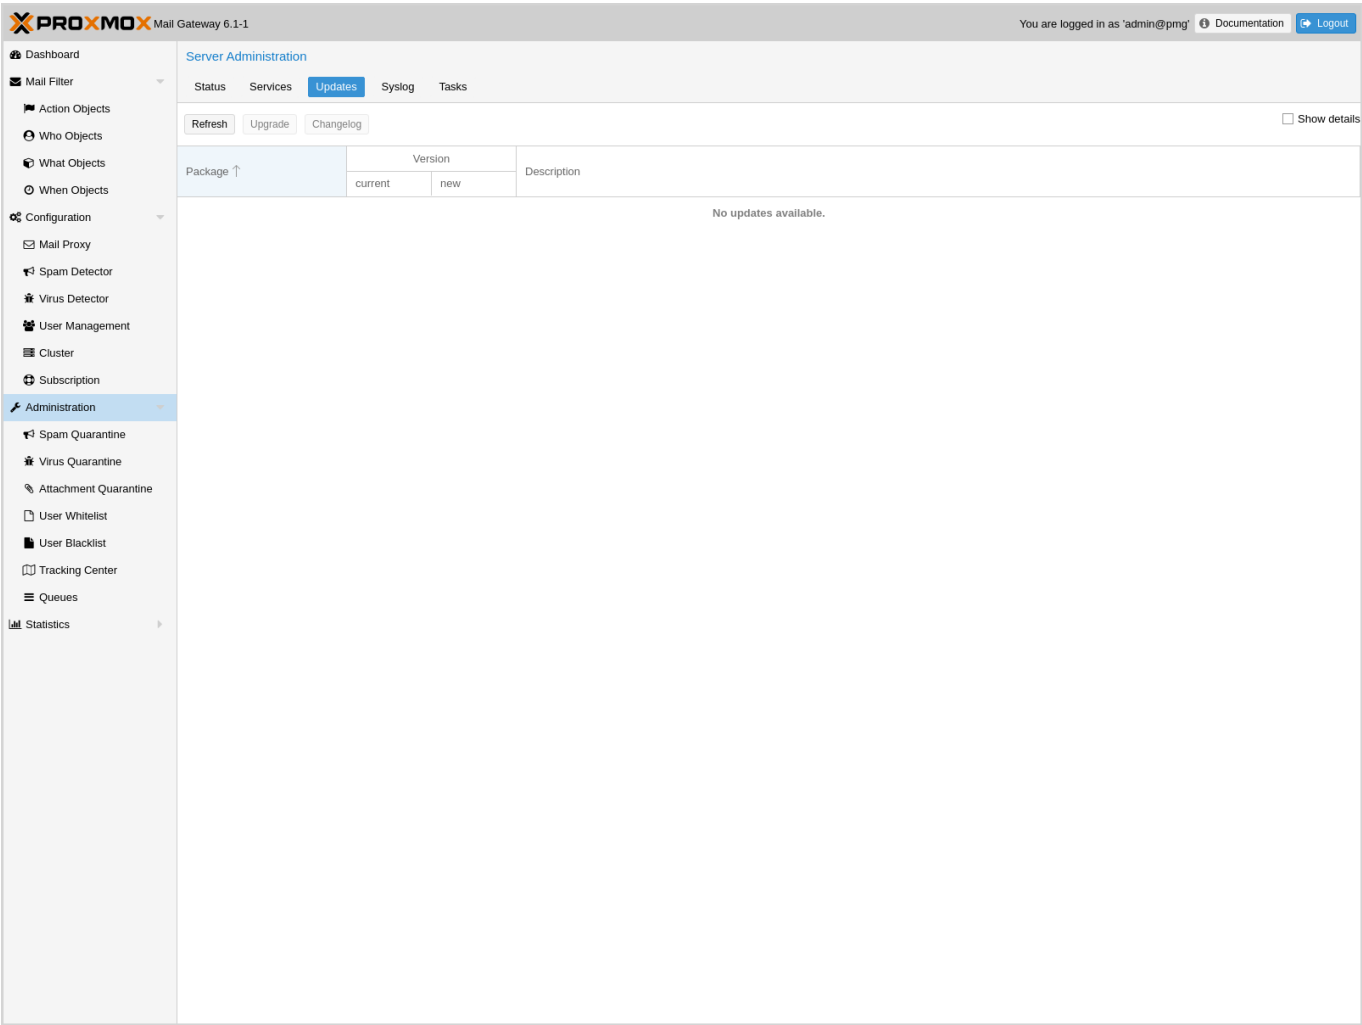 PROXMOX Mail Gateway 6.1-1
You are logged in as 'admin@pmg' Documentation Logout
Dashboard
Mail Filter
Action Objects
Who Objects
What Objects
When Objects
Configuration
Mail Proxy
Spam Detector
Virus Detector
User Management
Cluster
Subscription
Administration
Spam Quarantine
Virus Quarantine
Attachment Quarantine
User Whitelist
User Blacklist
Tracking Center
Queues
Statistics
Server Administration
Status Services Updates Syslog Tasks
Refresh Upgrade Changelog Show details
Package Version Description
current new
No updates available.